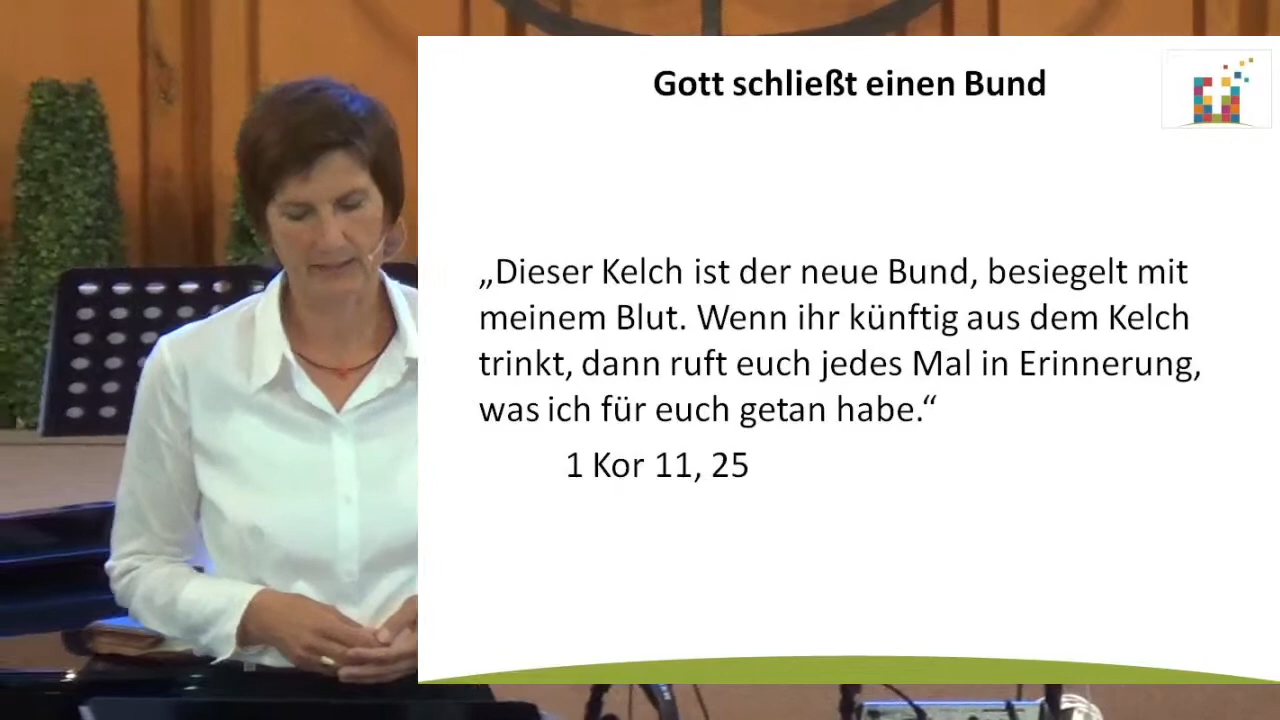 Gott schließt einen Bund
„Dieser Kelch ist der neue Bund, besiegelt mit
meinem Blut. Wenn ihr künftig aus dem Kelch
trinkt, dann ruft euch jedes Mal in Erinnerung,
was ich für euch getan habe.“
1 Kor 11, 25